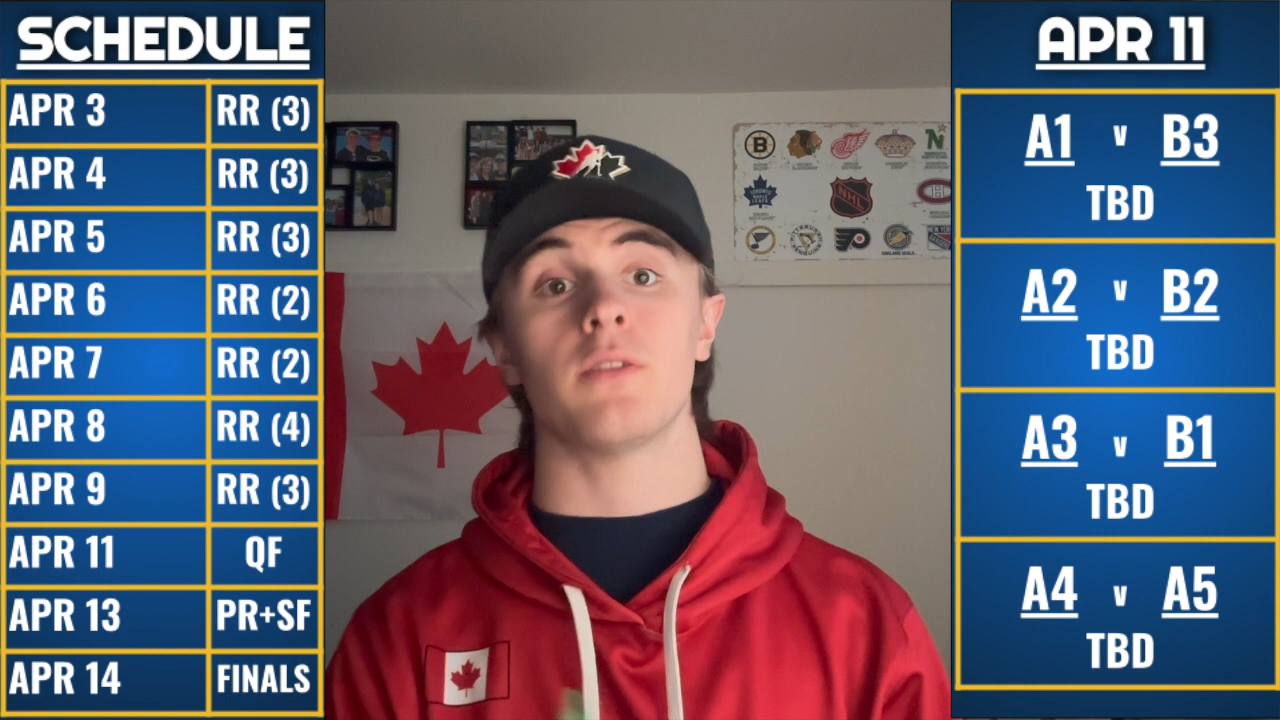 SCHEDULE
APR 3 RR (3)
APR 4 RR (3)
APR 5 RR (3)
APR 6 RR (2)
APR 7 RR (2)
APR 8 RR (4)
APR 9 RR (3)
APR 11 QF
APR 13 PR+SF
APR 14 FINALS
B
N
NHL
APR 11
A1 v B3
TBD
A2 v B2
TBD
A3 v B1
TBD
A4 v A5
TBD